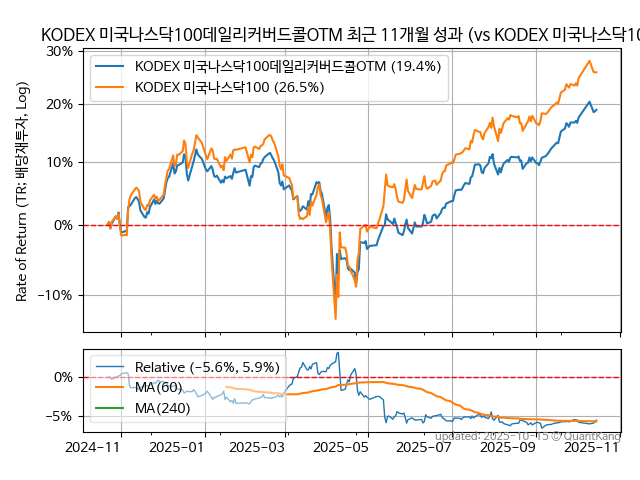 KODEX 미국나스닥100데일리커버드콜OTM 최근 11개월 성과 (vs KODEX 미국나스닥10
Rate of Return (TR: 배당재투자, Log)
30%
20%
10%
0%
−10%
KODEX 미국나스닥100데일리커버드콜OTM (19.4%)
KODEX 미국나스닥100 (26.5%)
0%
−5%
Relative (−5.6%, 5.9%)
MA(60)
MA(240)
updated: 2025-10-15 © QuantKang
2024−11
2025−01
2025−03
2025−05
2025−07
2025−09
2025−11